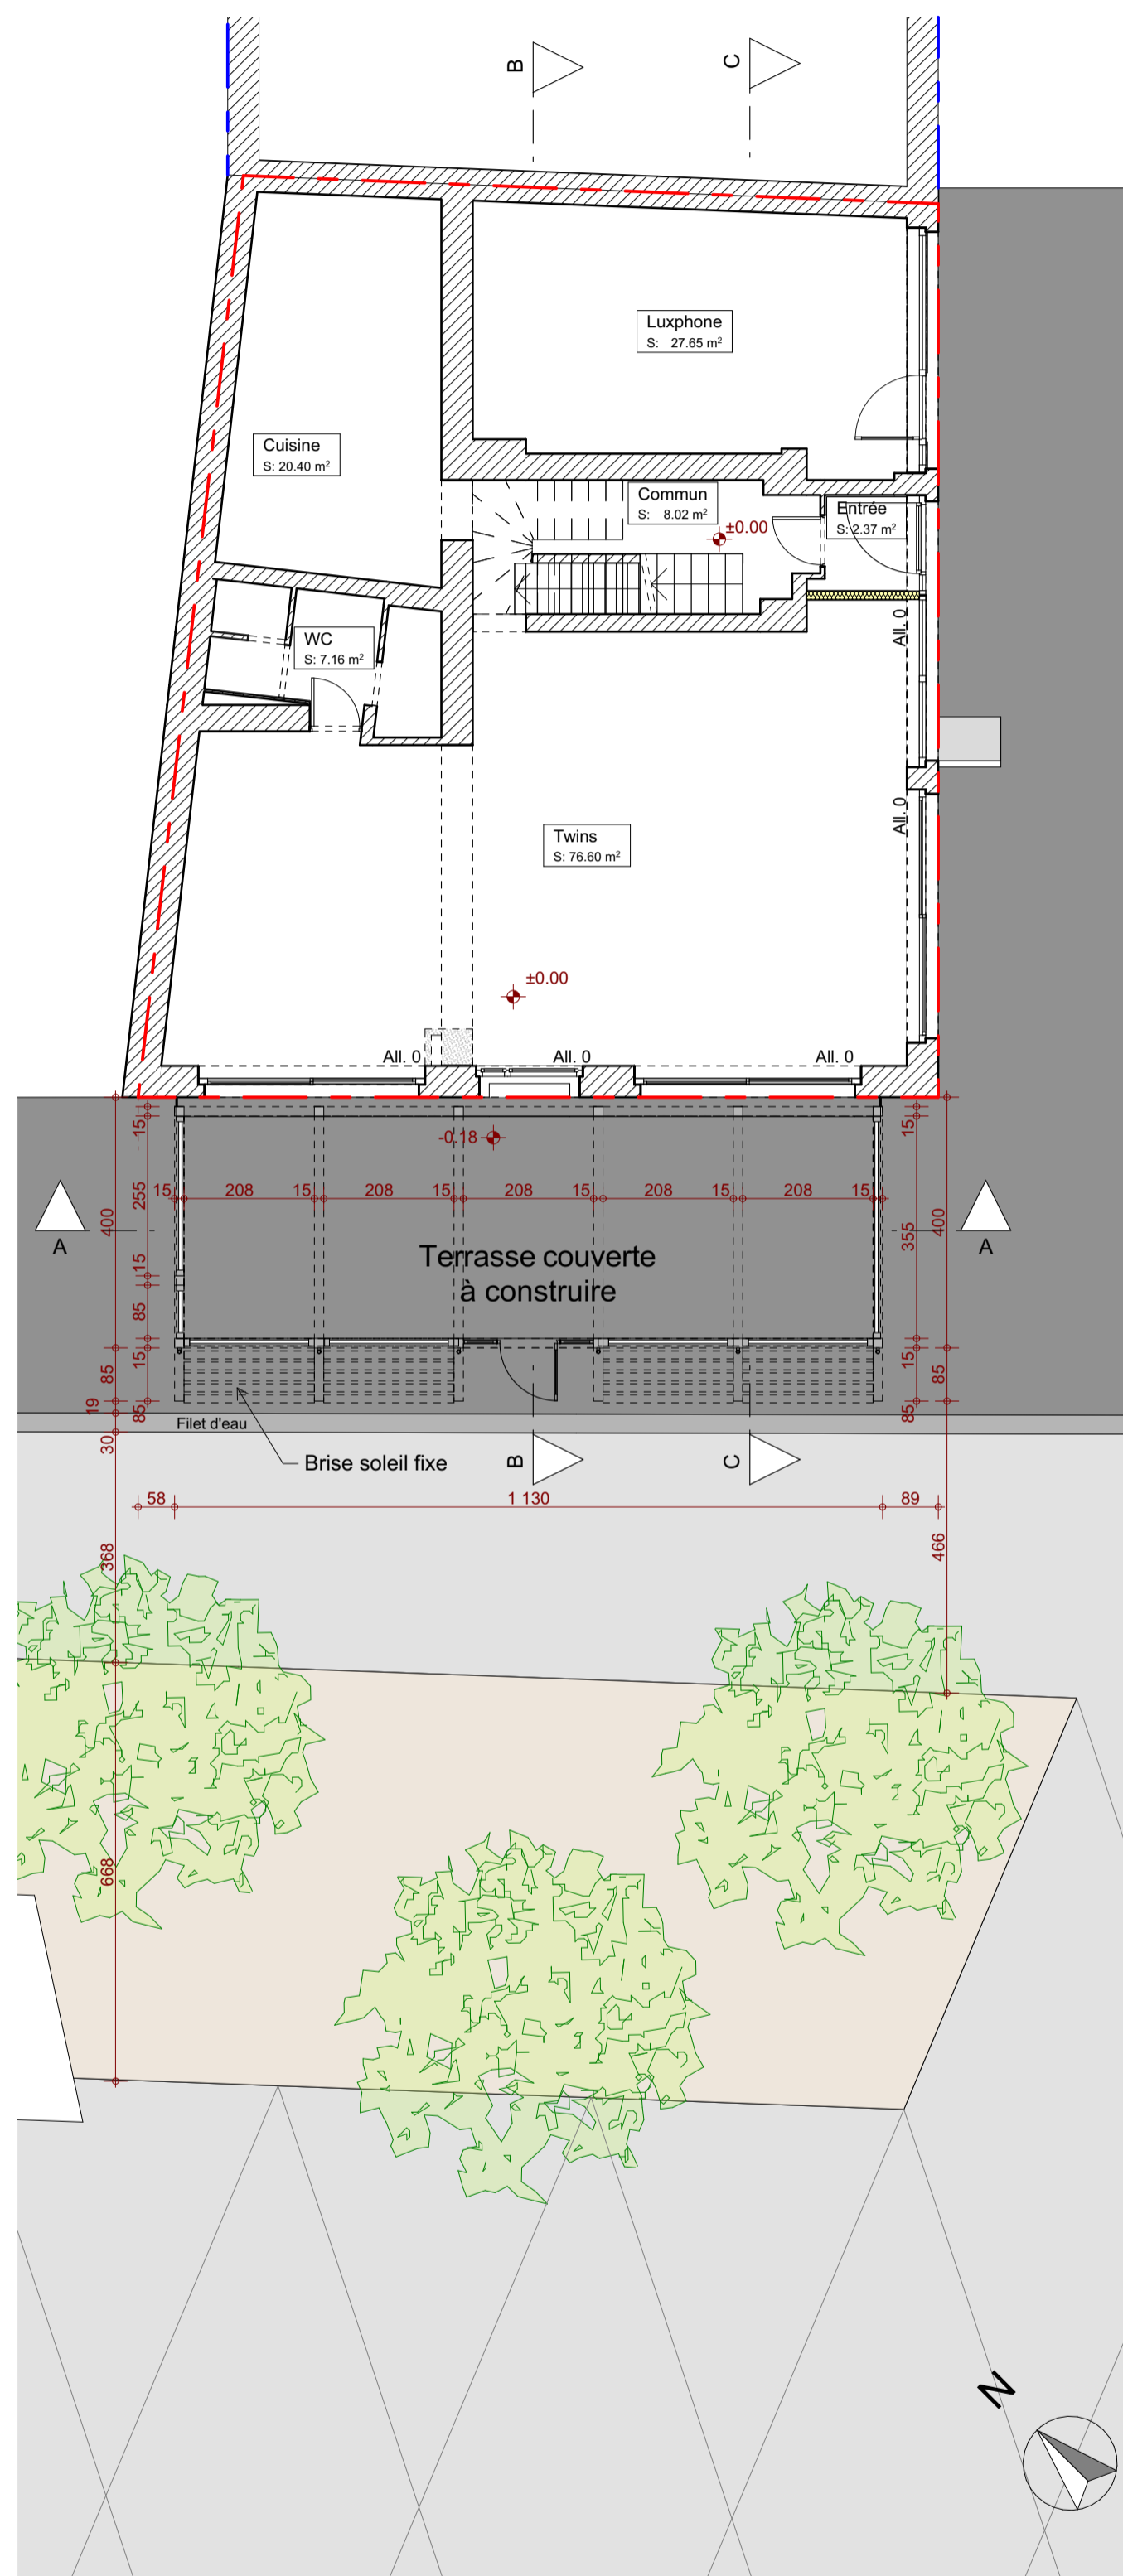 B
C
Luxphone
S: 27.65 m²
Cuisine
S: 20.40 m²
Commun
S: 8.02 m²
Entrée
S: 2.37 m²
±0.00
All. 0
WC
S: 7.16 m²
All. 0
Twins
S: 76.60 m²
±0.00
All. 0
All. 0
All. 0
15
-0.18
15
15
208
15
208
15
208
15
208
15
208
15
255
400
355
400
A
A
Terrasse couverte
à construire
15
85
15
85
15
85
85
85
19
Filet d'eau
30
Brise soleil fixe
B
C
58
1 130
89
368
466
668
N